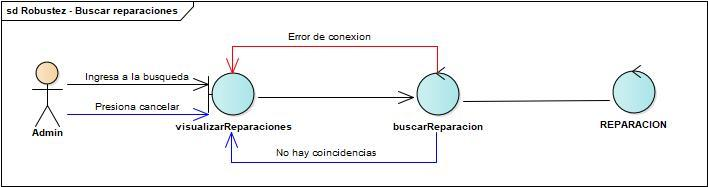 sd Robustez - Buscar reparaciones
Error de conexion
Ingresa a la busqueda
Presiona cancelar
Admin
visualizarReparaciones
buscarReparacion
REPARACION
No hay coincidencias